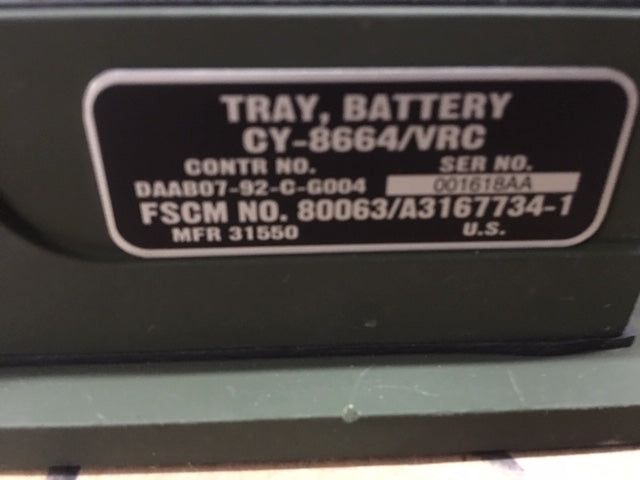 TRAY, BATTERY
CY-8664/VRC
CONTR NO. SER NO.
DAAB07-92-C-G004 001618AA
FSCM NO. 80063/A3167734-1
MFR 31550 U.S.